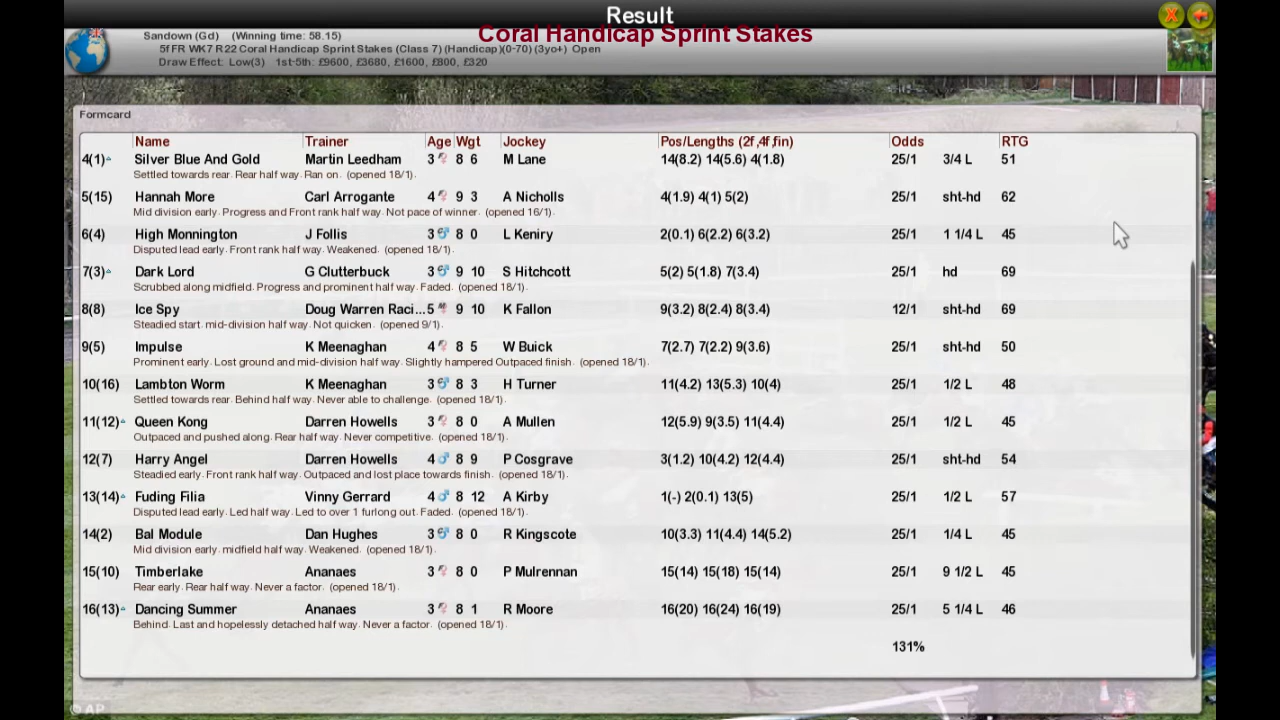 Result
Coral Handicap Sprint Stakes
Sandown (Gd) (Winning time: 58.15)
5f FR WK7 R22 Coral Handicap Sprint Stakes (Class 7) (Handicap)(0-70) (3yo+) Open
Draw Effect: Low(3) 1st-5th: £9600, £3680, £1600, £800, £320
Formcard
Name Trainer Age Wgt Jockey Pos/Lengths (2f,4f,fin) Odds RTG
4(1) Silver Blue And Gold Martin Leedham 3 8 6 M Lane 14(8.2) 14(5.6) 4(1.8) 25/1 3/4 L 51
Settled towards rear. Rear half way. Ran on. (opened 18/1).
5(15) Hannah More Carl Arrogante 4 9 3 A Nicholls 4(1.9) 4(1) 5(2) 25/1 sht-hd 62
Mid division early. Progress and Front rank half way. Not pace of winner. (opened 16/1).
6(4) High Monnington J Follis 3 8 0 L Keniry 2(0.1) 6(2.2) 6(3.2) 25/1 1 1/4 L 45
Disputed lead early. Front rank half way. Weakened. (opened 18/1).
7(3) Dark Lord G Clutterbuck 3 9 10 S Hitchcott 5(2) 5(1.8) 7(3.4) 25/1 hd 69
Scrubbed along midfield. Progress and prominent half way. Faded. (opened 18/1).
8(8) Ice Spy Doug Warren Raci... 5 9 10 K Fallon 9(3.2) 8(2.4) 8(3.4) 12/1 sht-hd 69
Steadied start. mid-division half way. Not quicken. (opened 9/1).
9(5) Impulse K Meenaghan 4 8 5 W Buick 7(2.7) 7(2.2) 9(3.6) 25/1 sht-hd 50
Prominent early. Lost ground and mid-division half way. Slightly hampered Outpaced finish. (opened 18/1).
10(16) Lambton Worm K Meenaghan 3 8 3 H Turner 11(4.2) 13(5.3) 10(4) 25/1 1/2 L 48
Settled towards rear. Behind half way. Never able to challenge. (opened 18/1).
11(12) Queen Kong Darren Howells 3 8 0 A Mullen 12(5.9) 9(3.5) 11(4.4) 25/1 1/2 L 45
Outpaced and pushed along. Rear half way. Never competitive. (opened 18/1).
12(7) Harry Angel Darren Howells 4 8 9 P Cosgrave 3(1.2) 10(4.2) 12(4.4) 25/1 sht-hd 54
Steadied early. Front rank half way. Outpaced and lost place towards finish. (opened 18/1).
13(14) Fuding Filia Vinny Gerrard 4 8 12 A Kirby 1(-) 2(0.1) 13(5) 25/1 1/2 L 57
Disputed lead early. Led half way. Led to over 1 furlong out. Faded. (opened 18/1).
14(2) Bal Module Dan Hughes 3 8 0 R Kingscote 10(3.3) 11(4.4) 14(5.2) 25/1 1/4 L 45
Mid division early. midfield half way. Weakened. (opened 18/1).
15(10) Timberlake Ananaes 3 8 0 P Mulrennan 15(14) 15(18) 15(14) 25/1 9 1/2 L 45
Rear early. Rear half way. Never a factor. (opened 18/1).
16(13) Dancing Summer Ananaes 3 8 1 R Moore 16(20) 16(24) 16(19) 25/1 5 1/4 L 46
Behind. Last and hopelessly detached half way. Never a factor. (opened 18/1).
131%
© AP